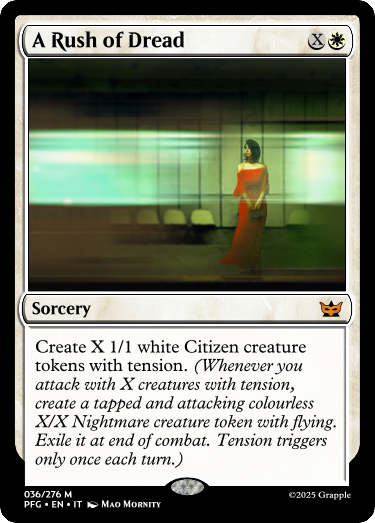 A Rush of Dread
X
Sorcery
Create X 1/1 white Citizen creature
tokens with tension. (Whenever you
attack with X creatures with tension,
create a tapped and attacking colourless
X/X Nightmare creature token with flying.
Exile it at end of combat. Tension triggers
only once each turn.)
036/276 M
PFG • EN • IT Mao Mornity
©2025 Grapple